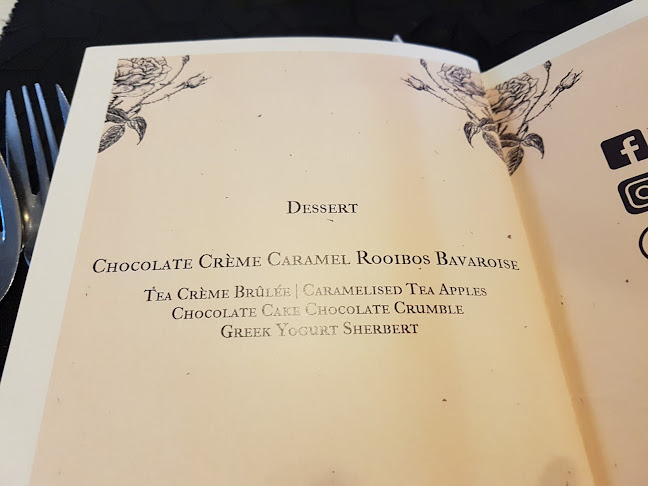 Dessert
Chocolate Crème Caramel Rooibos Bavaroise
Tea Crème Brûlée | Caramelised Tea Apples
Chocolate Cake Chocolate Crumble
Greek Yogurt Sherbert